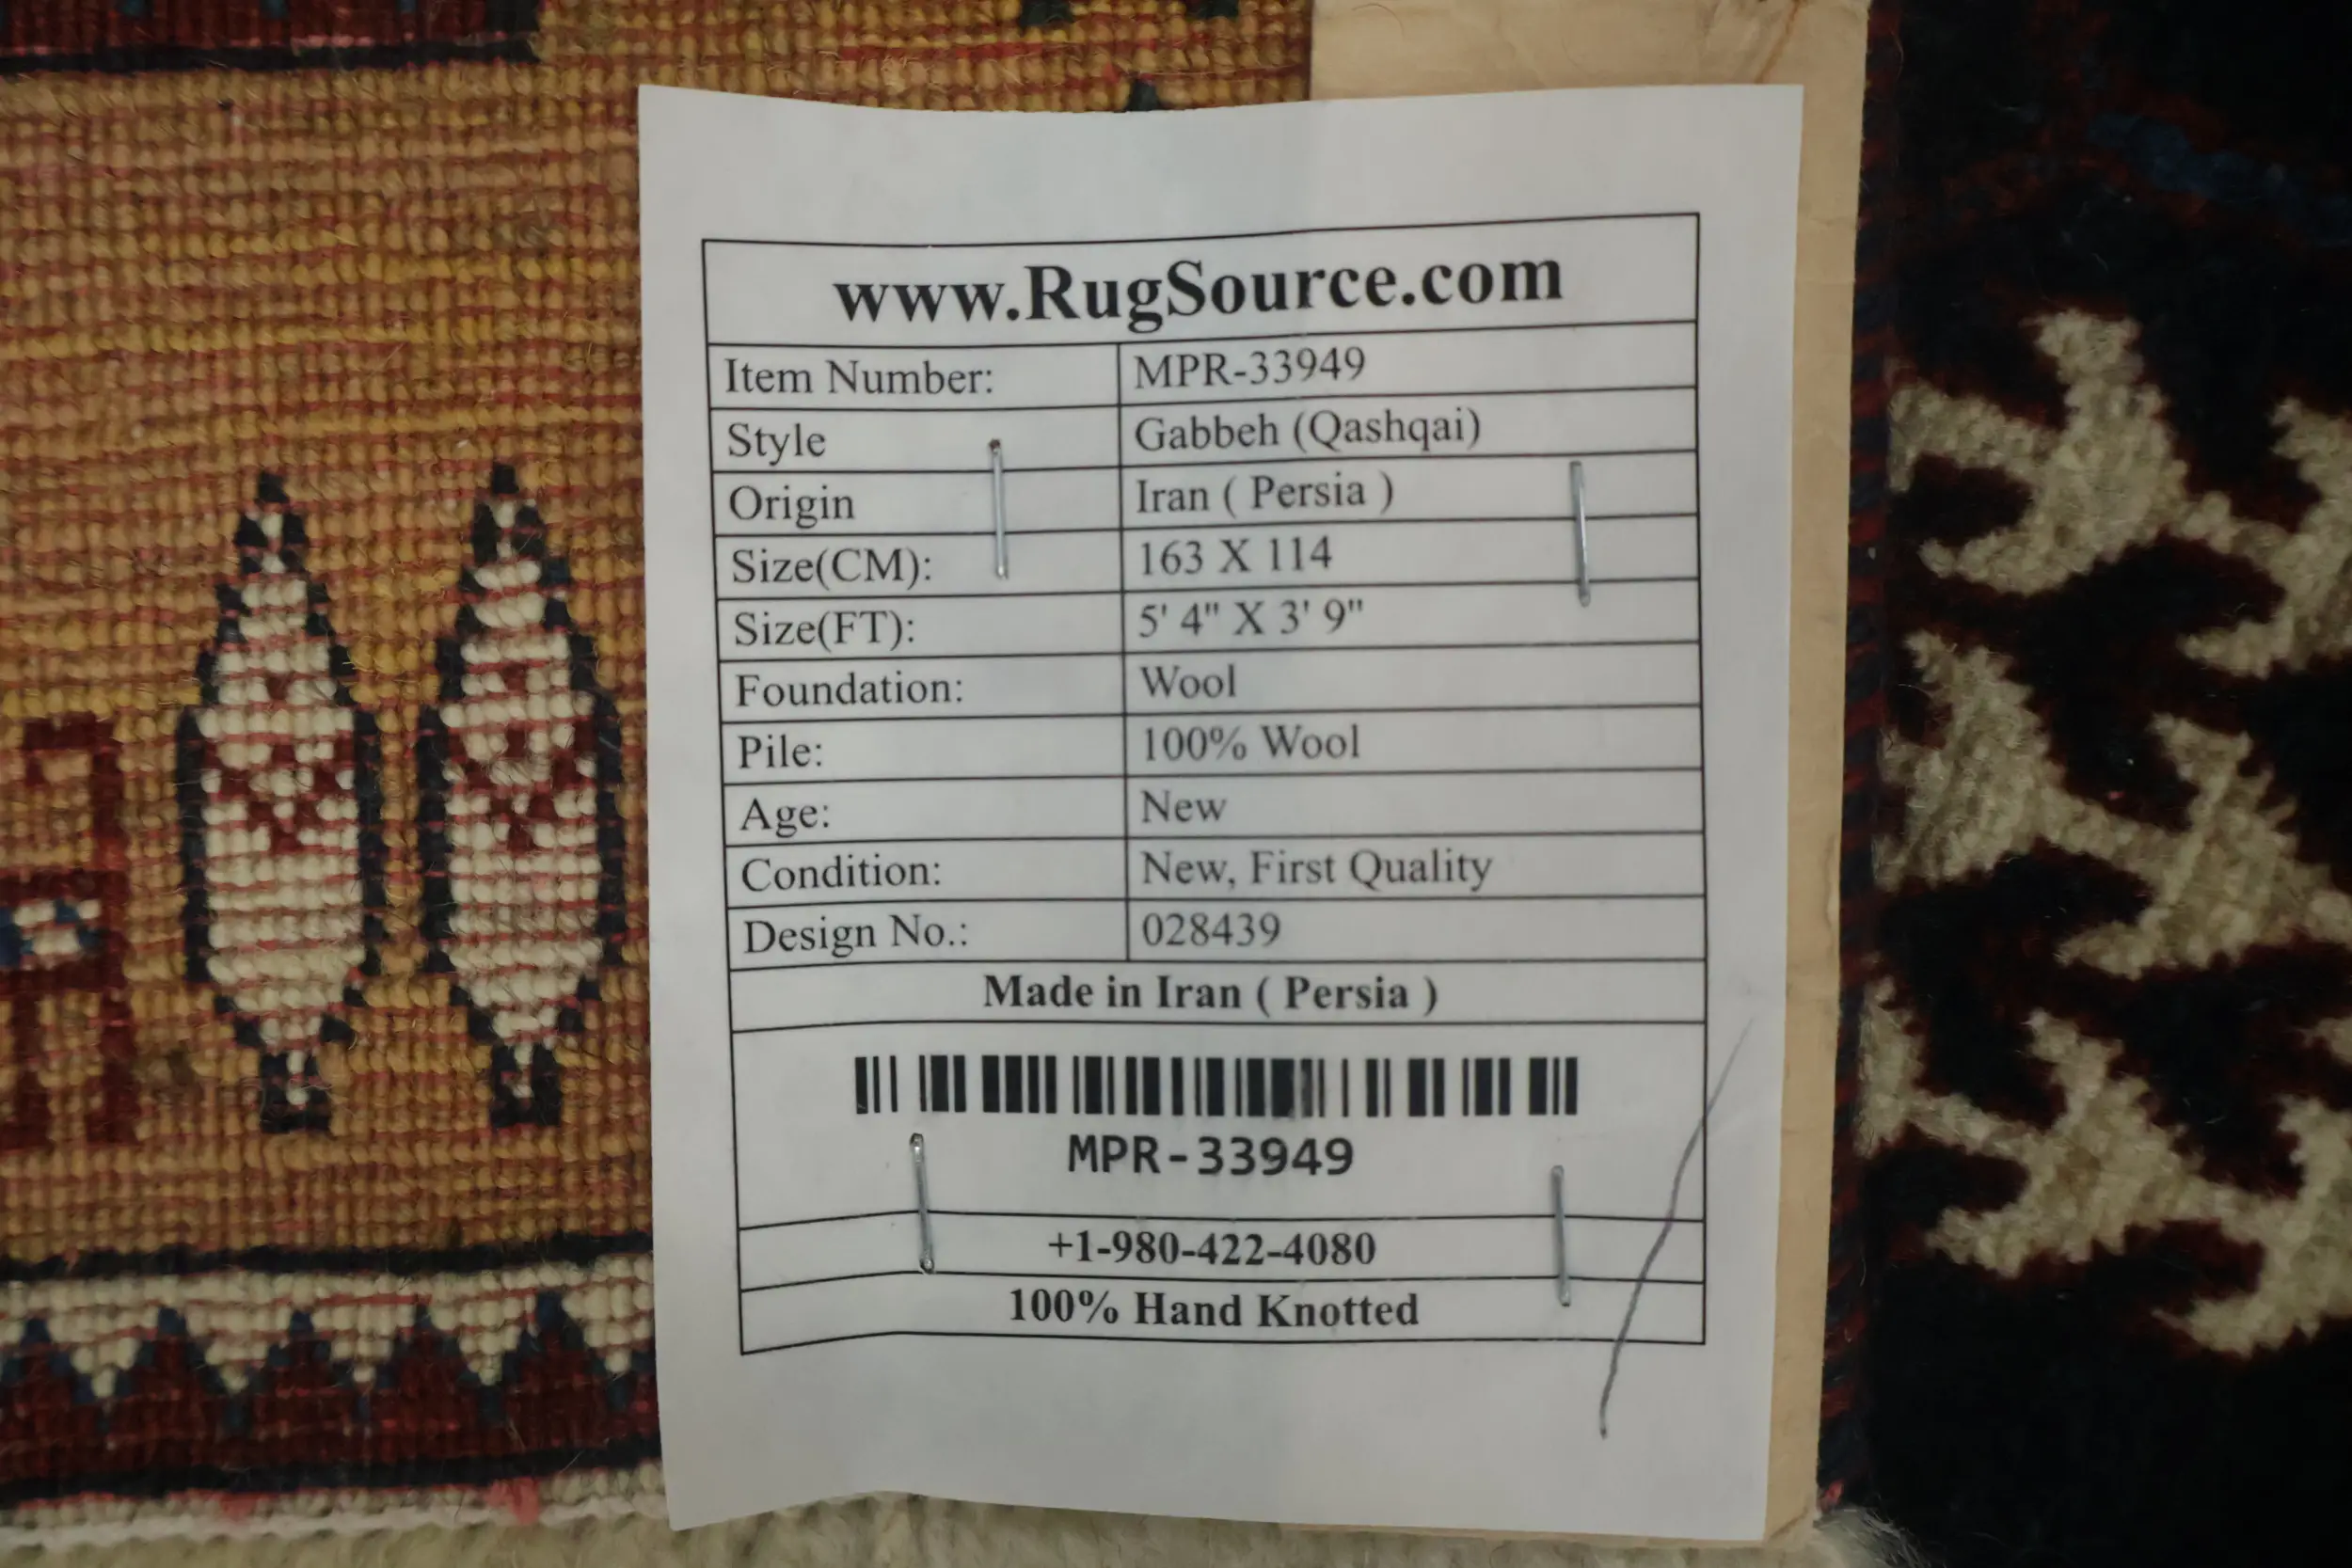 www.RugSource.com
Item Number: MPR-33949
Style Gabbeh (Qashqai)
Origin Iran ( Persia )
Size(CM): 163 X 114
Size(FT): 5' 4" X 3' 9"
Foundation: Wool
Pile: 100% Wool
Age: New
Condition: New, First Quality
Design No.: 028439
Made in Iran ( Persia )
MPR-33949
+1-980-422-4080
100% Hand Knotted